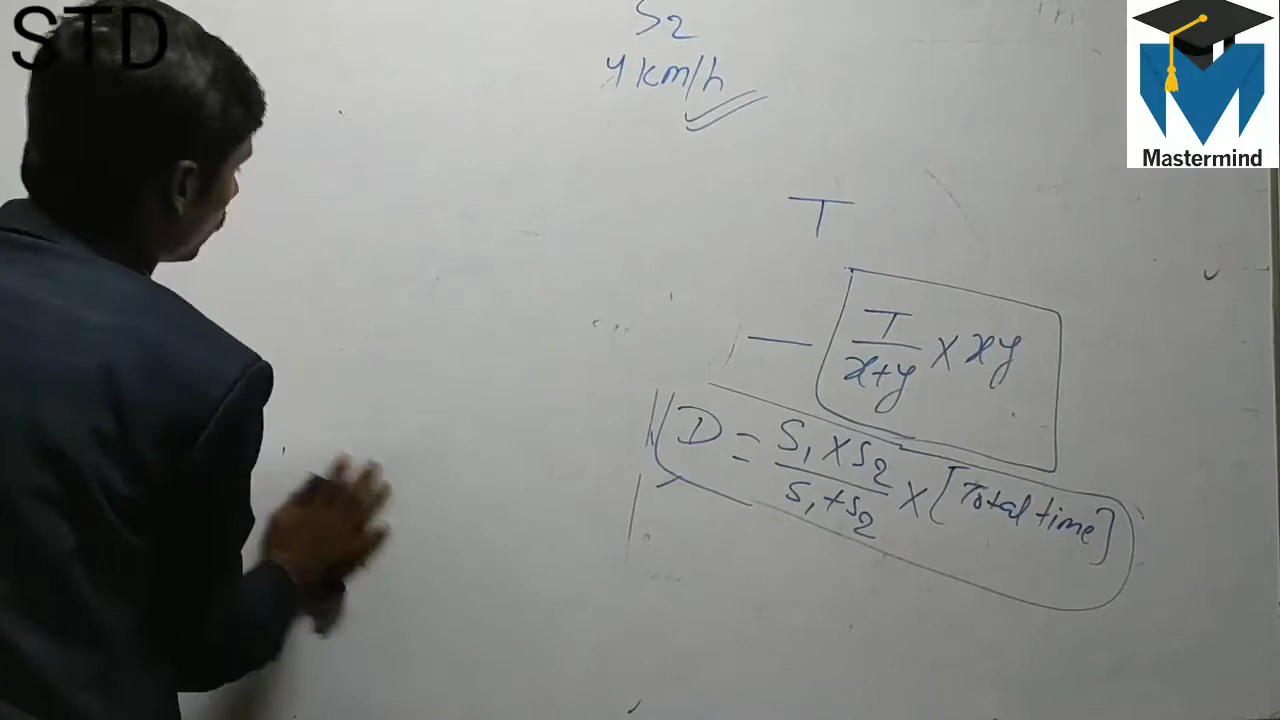 STD
Mastermind
S2
4 km/h
T
— T/x+y × xy
D = S1 × S2/S1 + S2 × [Total time]